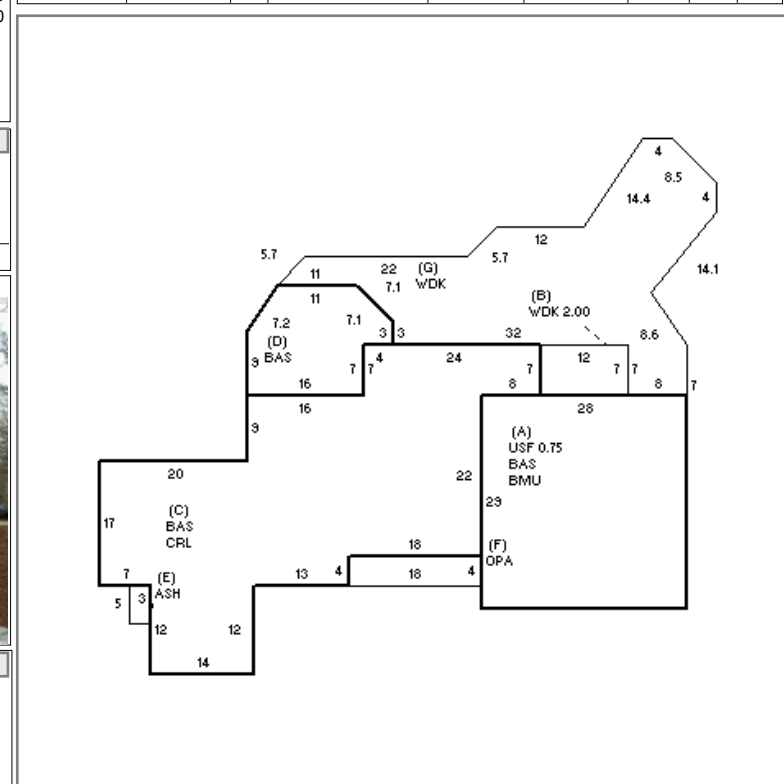 0
4
8.5
14.4
4
12
5.7
5.7
22
(G)
11
WDK
14.1
7.1
(B)
11
WDK 2.00
7.2
7.1
8.6
(D)
3
3
32
BAS
4
24
12
9
7
7
7
7
7
16
8
8
7
16
28
9
(A)
USF 0.75
BAS
BMU
20
22
29
(C)
17
BAS
CRL
18
(F)
OPA
7
(E)
13
4
18
4
5
3
ASH
12
12
14